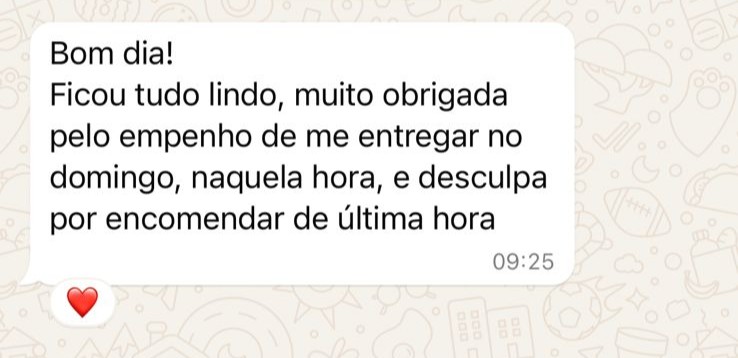 Bom dia!
Ficou tudo lindo, muito obrigada
pelo empenho de me entregar no
domingo, naquela hora, e desculpa
por encomendar de última hora
09:25